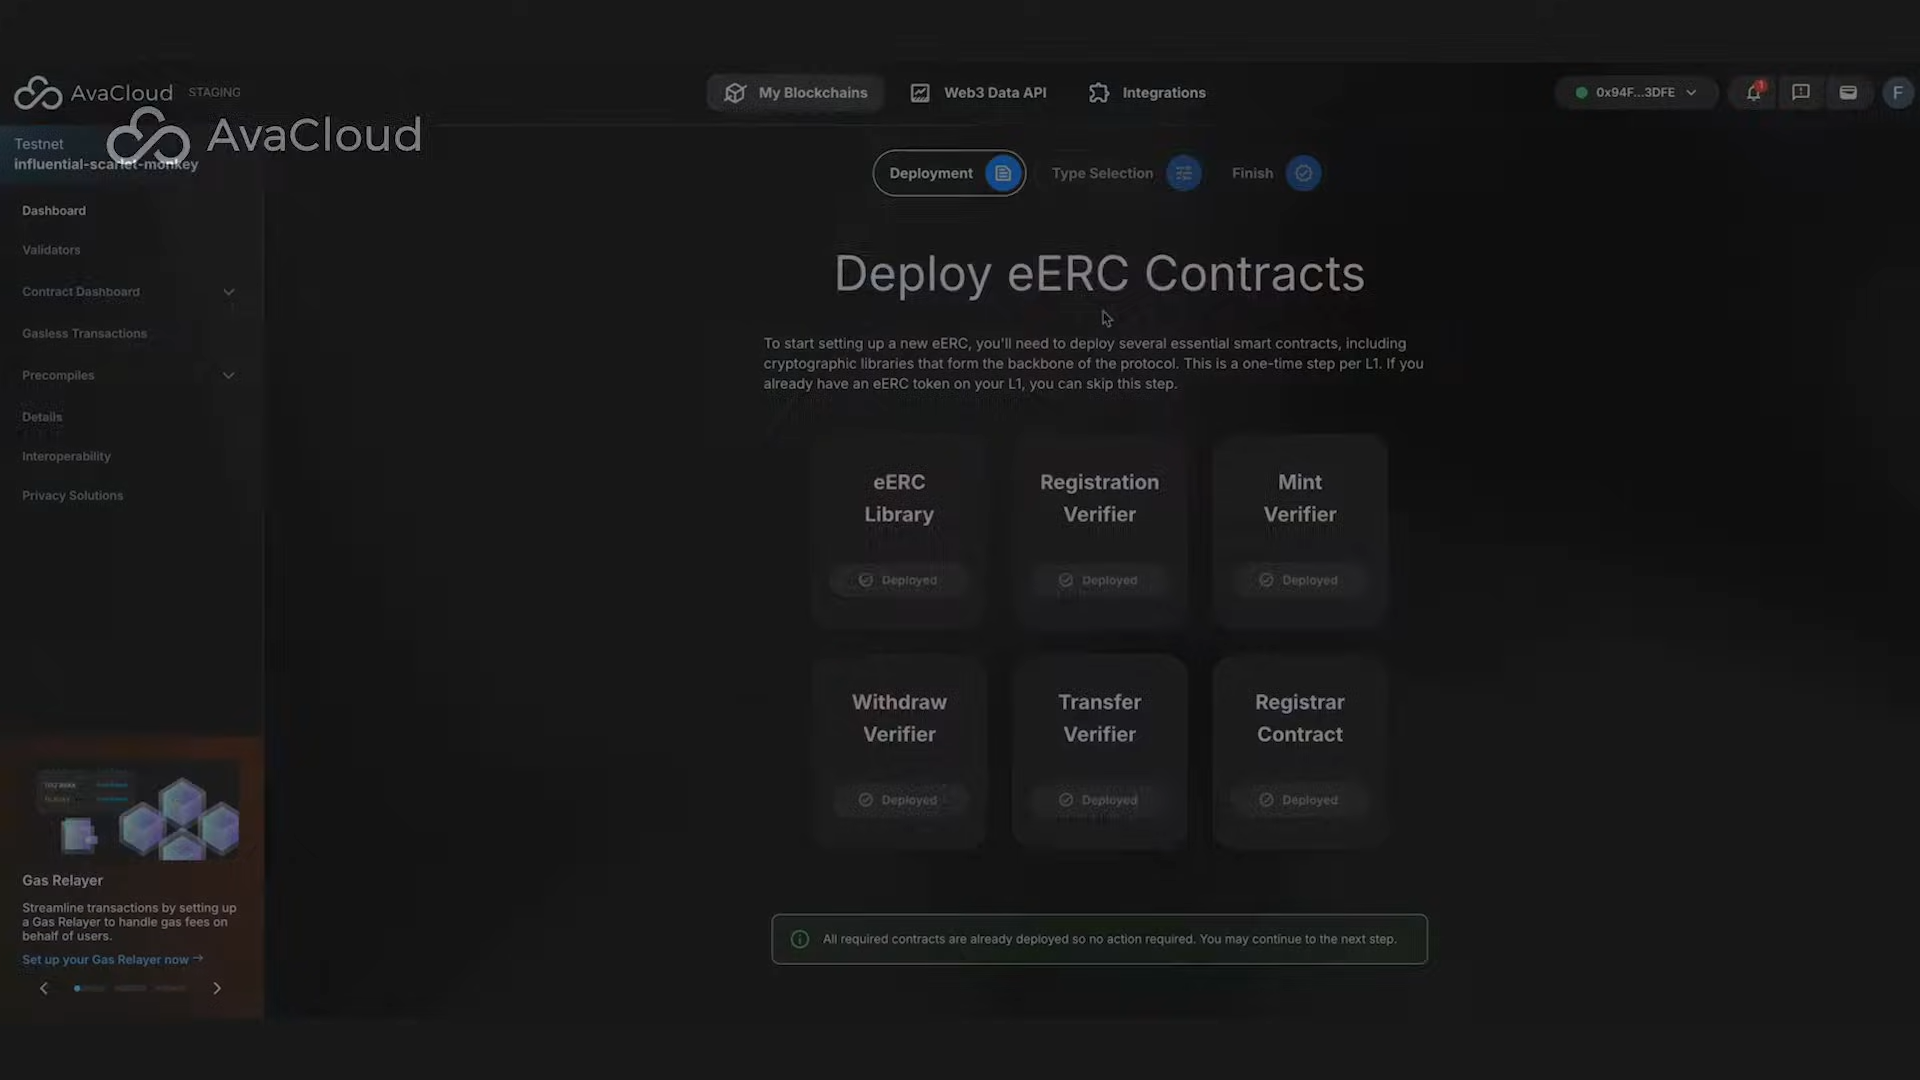 AvaCloud STAGING
My Blockchains
Web3 Data API
Integrations
0x94F...3DFE
1
F
AvaCloud
Testnet
influential-scarlet-monkey
Dashboard
Validators
Contract Dashboard
Gasless Transactions
Precompiles
Details
Interoperability
Privacy Solutions
Deployment
Type Selection
Finish
Deploy eERC Contracts
To start setting up a new eERC, you'll need to deploy several essential smart contracts, including
cryptographic libraries that form the backbone of the protocol. This is a one-time step per L1. If you
already have an eERC token on your L1, you can skip this step.
eERC
Library
Deployed
Registration
Verifier
Deployed
Mint
Verifier
Deployed
Withdraw
Verifier
Deployed
Transfer
Verifier
Deployed
Registrar
Contract
Deployed
All required contracts are already deployed so no action required. You may continue to the next step.
Gas Relayer
Streamline transactions by setting up
a Gas Relayer to handle gas fees on
behalf of users.
Set up your Gas Relayer now →